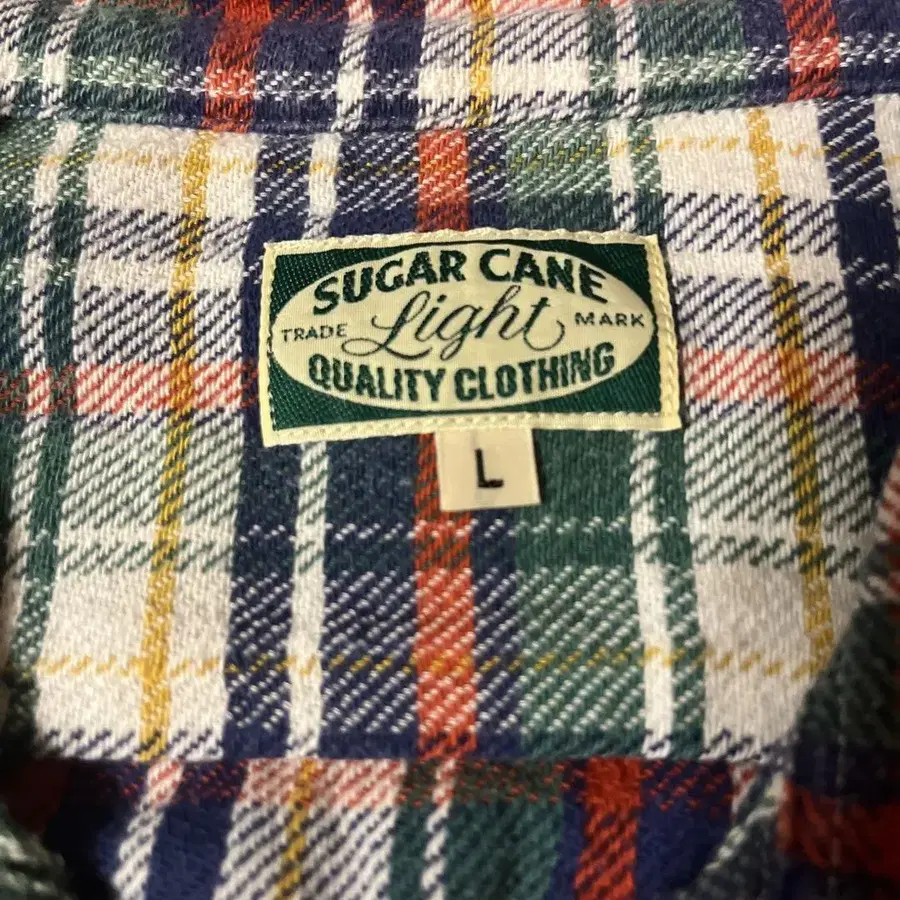 SUGAR CANE
TRADE Light MARK
QUALITY CLOTHING
L